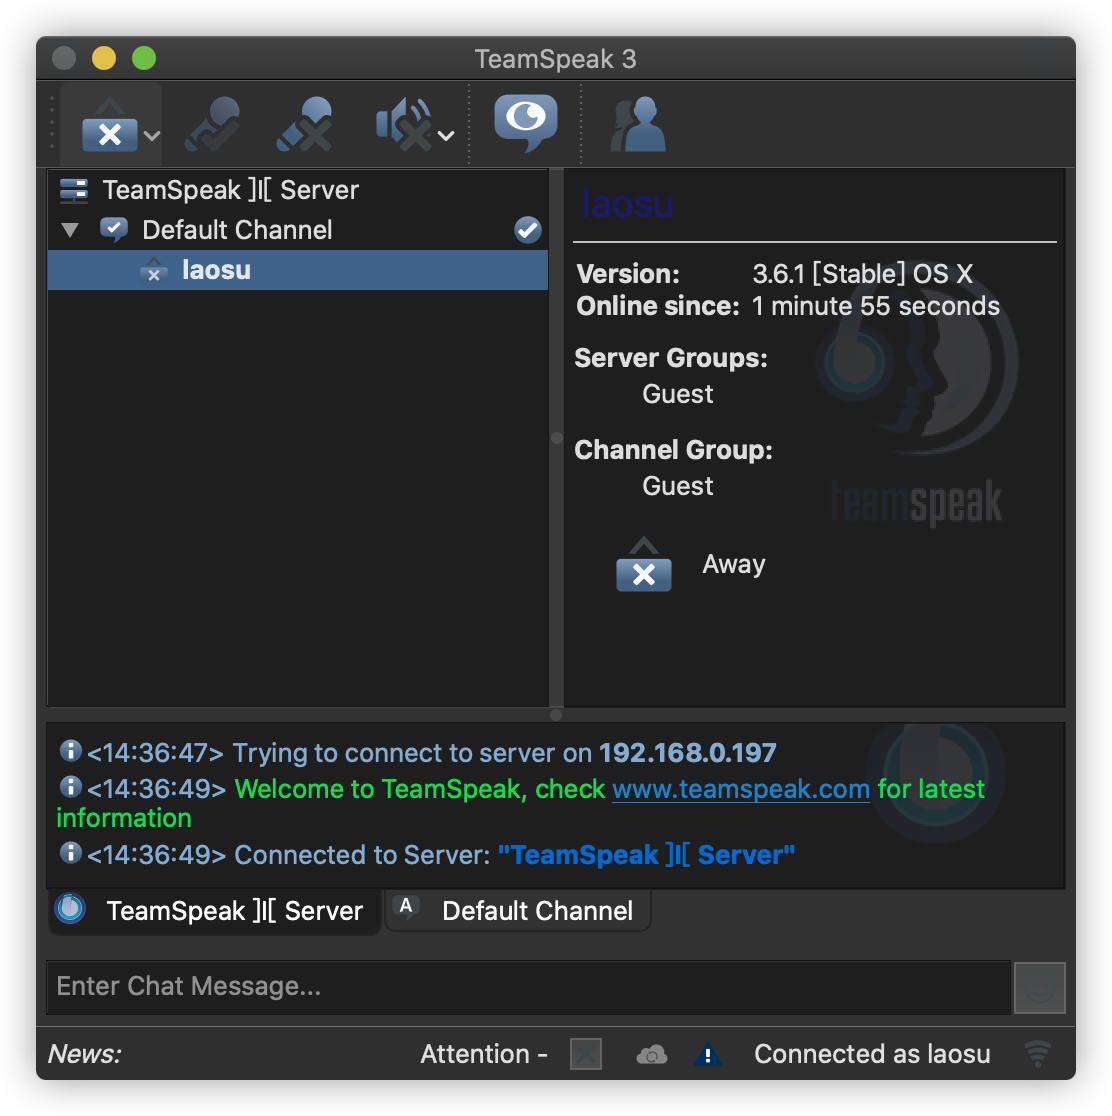 TeamSpeak 3
TeamSpeak ]I[ Server
Default Channel
laosu
laosu
Version: 3.6.1 [Stable] OS X
Online since: 1 minute 55 seconds
Server Groups:
Guest
Channel Group:
Guest
teamspeak
Away
<14:36:47> Trying to connect to server on 192.168.0.197
<14:36:49> Welcome to TeamSpeak, check www.teamspeak.com for latest
information
<14:36:49> Connected to Server: "TeamSpeak ]I[ Server"
TeamSpeak ]I[ Server
A Default Channel
Enter Chat Message...
News: Attention - Connected as laosu